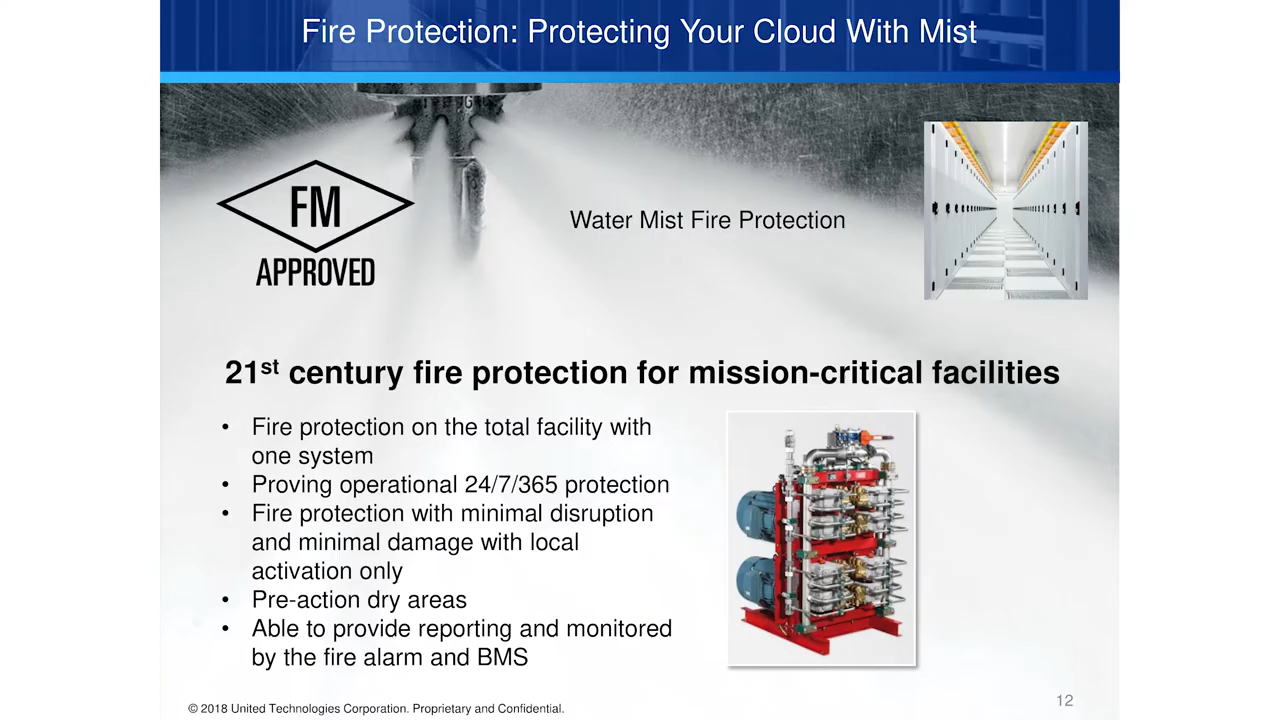 Fire Protection: Protecting Your Cloud With Mist
FM
APPROVED
Water Mist Fire Protection
21st century fire protection for mission-critical facilities
• Fire protection on the total facility with
one system
• Proving operational 24/7/365 protection
• Fire protection with minimal disruption
and minimal damage with local
activation only
• Pre-action dry areas
• Able to provide reporting and monitored
by the fire alarm and BMS
© 2018 United Technologies Corporation. Proprietary and Confidential.
12